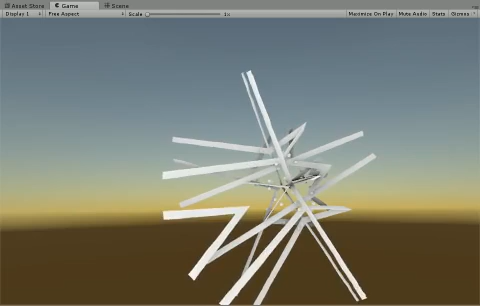 Asset Store Game Scene
Display 1 Free Aspect Scale 1x Maximize On Play Mute Audio Stats Gizmos